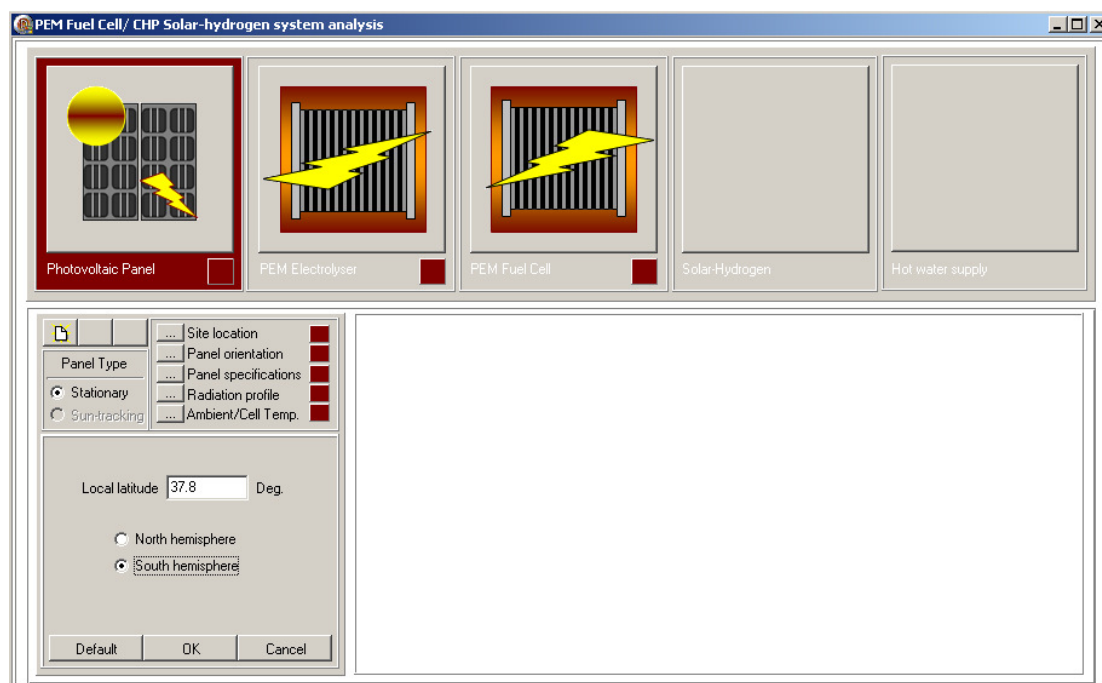 PEM Fuel Cell/ CHP Solar-hydrogen system analysis
Photovoltaic Panel
PEM Electrolyser
PEM Fuel Cell
Solar-Hydrogen
Hot water supply
Panel Type
Stationary
Sun-tracking
... Site location
... Panel orientation
... Panel specifications
... Radiation profile
... Ambient/Cell Temp.
Local latitude 37.8 Deg.
North hemisphere
South hemisphere
Default OK Cancel